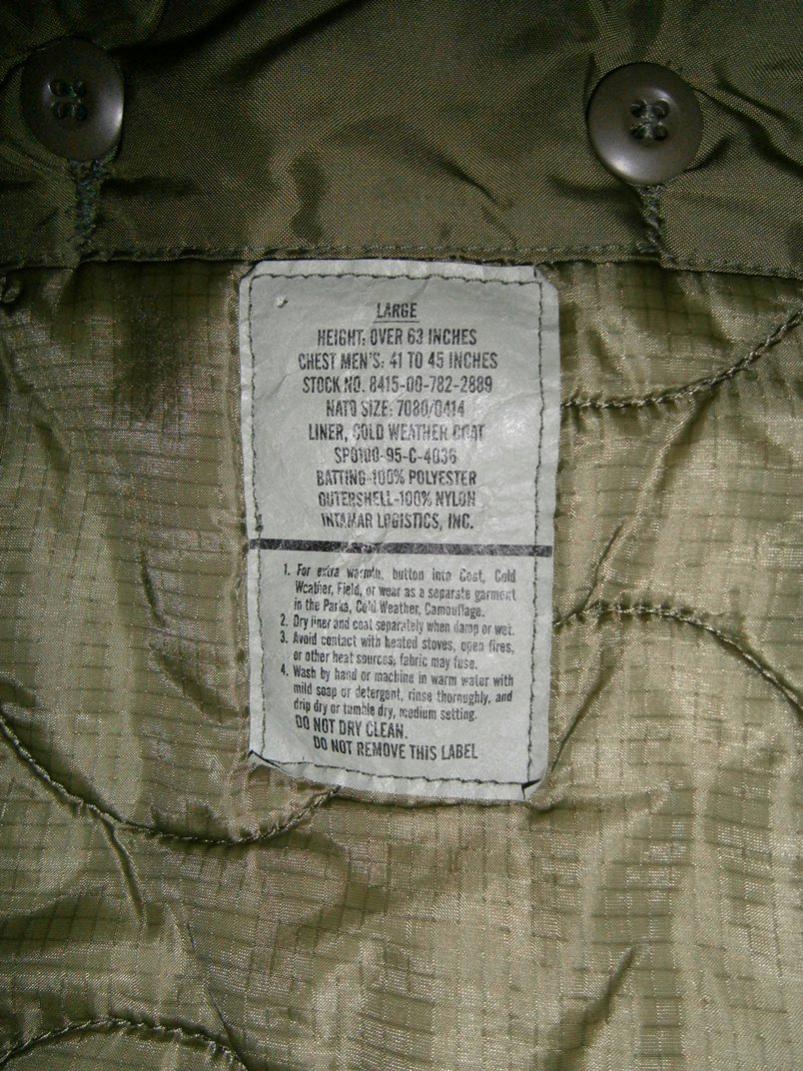 LARGE
HEIGHT: OVER 63 INCHES
CHEST MEN'S: 41 TO 45 INCHES
STOCK NO. 8415-00-782-2889
NATO SIZE: 7080/0414
LINER, COLD WEATHER COAT
SPO100-95-C-4036
BATTING-100% POLYESTER
OUTERSHELL-100% NYLON
INTAMAR LOGISTICS, INC.
1. For extra warmth, button into Coat, Cold
Weather, Field, or wear as a separate garment
in the Parka, Cold Weather, Camouflage.
2. Dry liner and coat separately when damp or wet.
3. Avoid contact with heated stoves, open fires,
or other heat sources; fabric may fuse.
4. Wash by hand or machine in warm water with
mild soap or detergent, rinse thoroughly, and
drip dry or tumble dry, medium setting.
DO NOT DRY CLEAN.
DO NOT REMOVE THIS LABEL